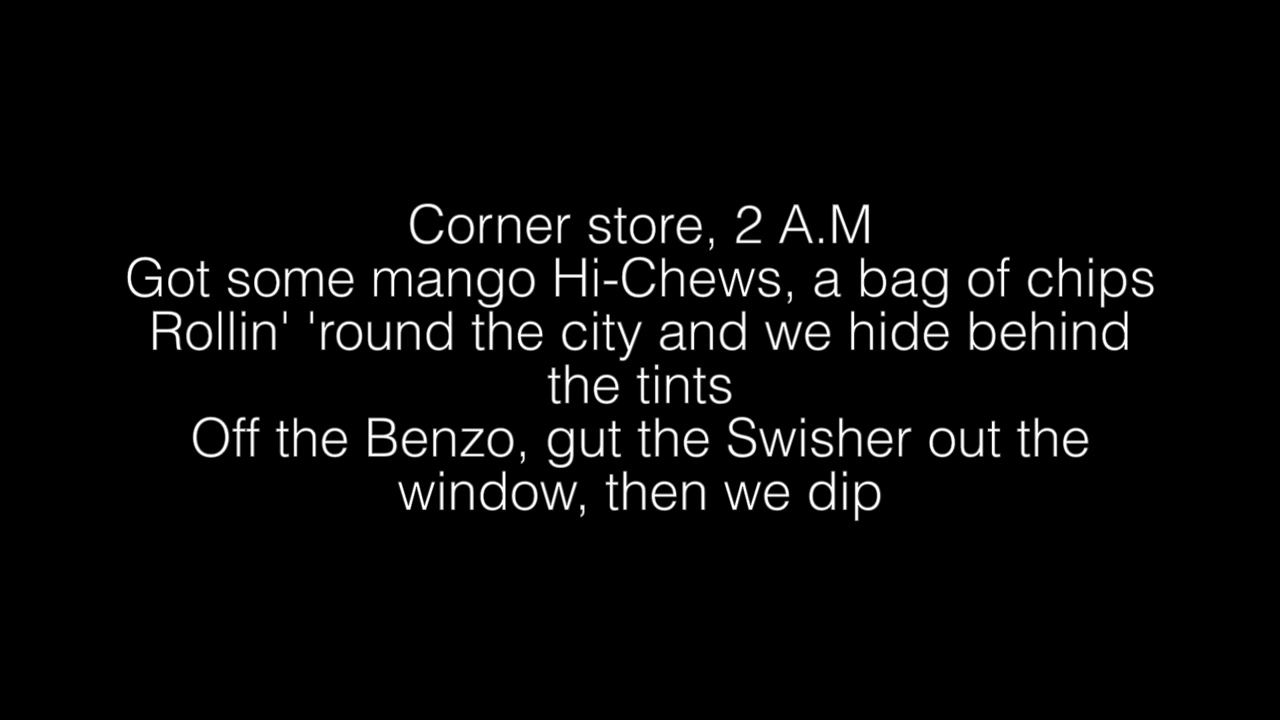 Corner store, 2 A.M
Got some mango Hi-Chews, a bag of chips
Rollin' 'round the city and we hide behind
the tints
Off the Benzo, gut the Swisher out the
window, then we dip